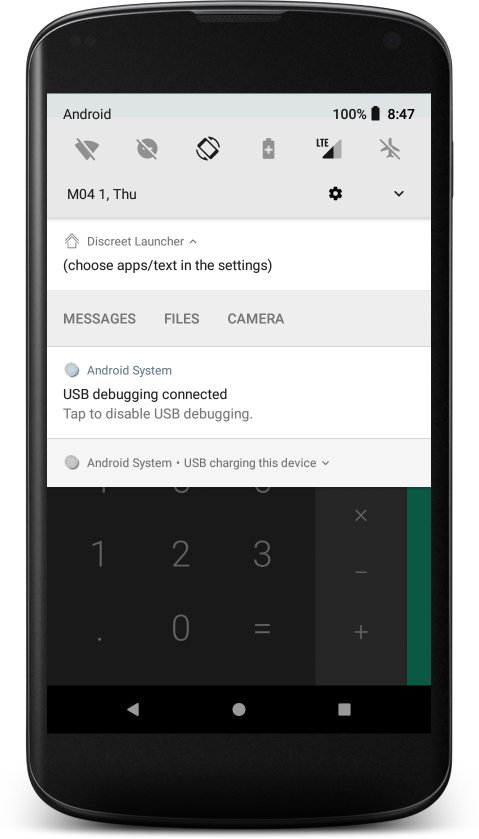 Android 100% 8:47
LTE
M04 1, Thu
Discreet Launcher
(choose apps/text in the settings)
MESSAGES FILES CAMERA
Android System
USB debugging connected
Tap to disable USB debugging.
Android System • USB charging this device
×
1 2 3 −
. 0 = +